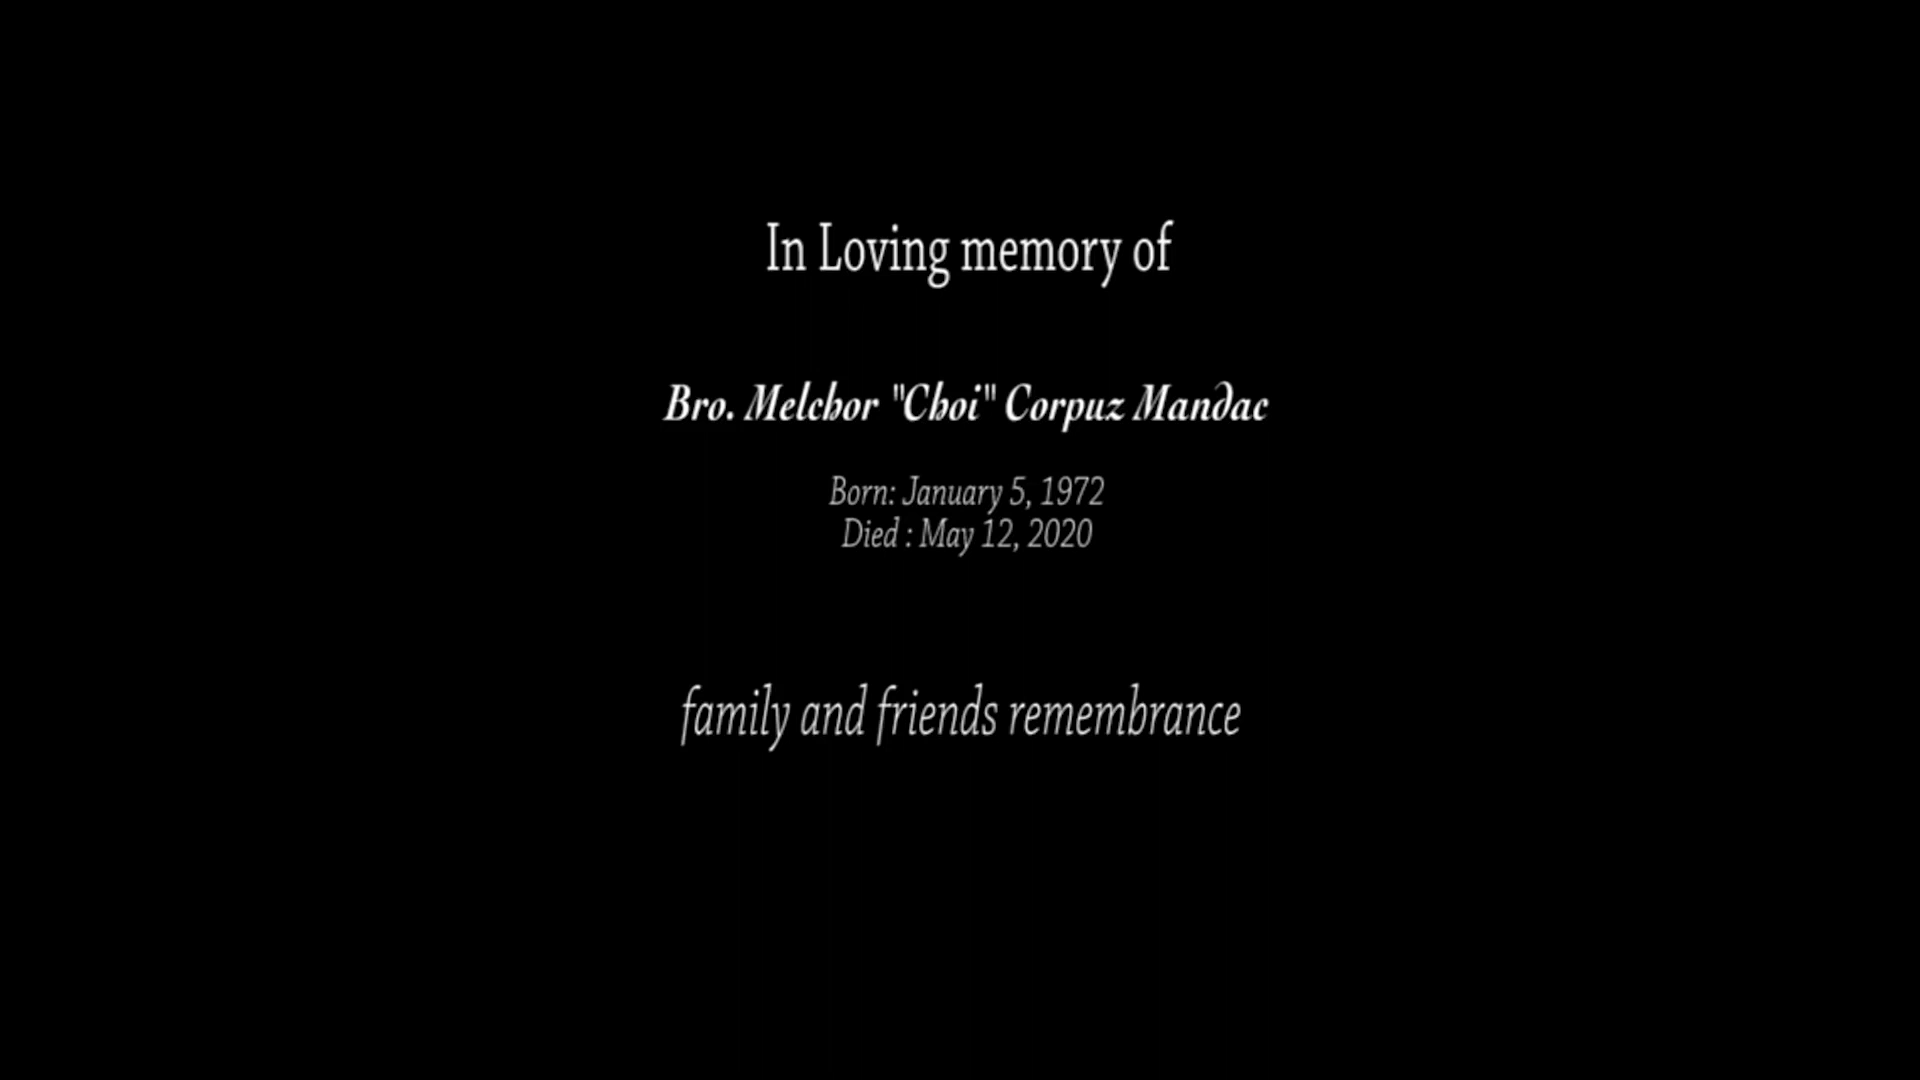 In Loving memory of
Bro. Melchor "Choi" Corpuz Mandac
Born: January 5, 1972
Died : May 12, 2020
family and friends remembrance